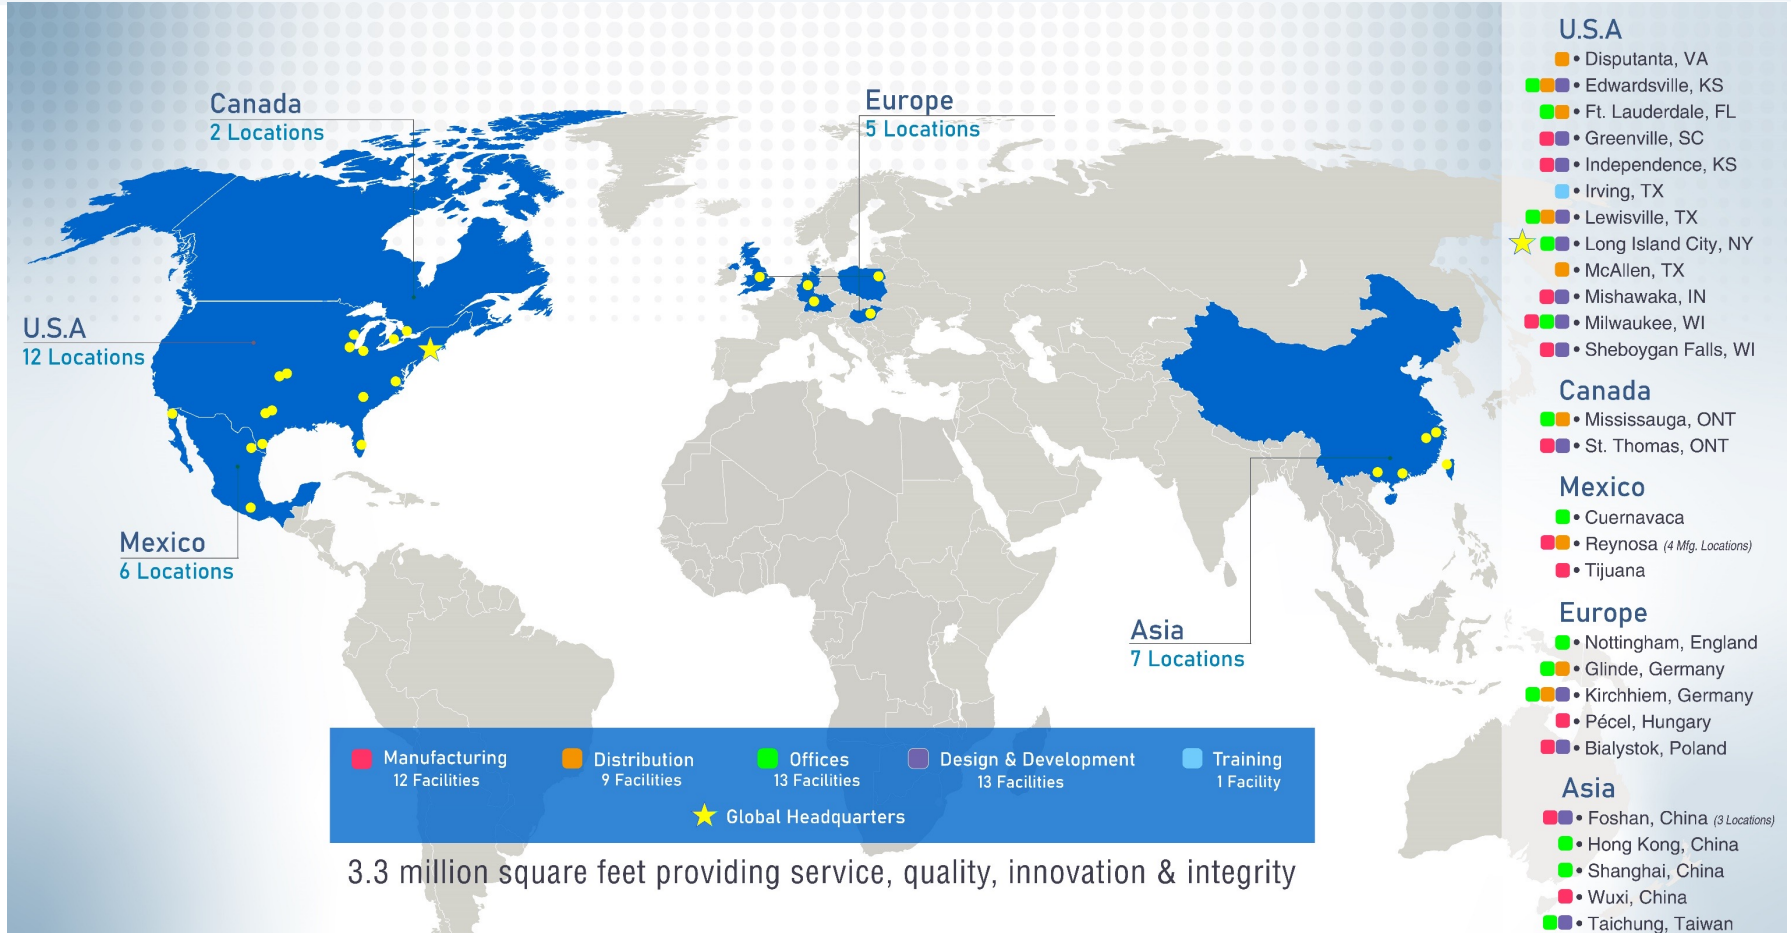 Canada
2 Locations
Europe
5 Locations
U.S.A
12 Locations
Mexico
6 Locations
Asia
7 Locations
Manufacturing
12 Facilities
Distribution
9 Facilities
Offices
13 Facilities
Design & Development
13 Facilities
Training
1 Facility
Global Headquarters
3.3 million square feet providing service, quality, innovation & integrity
U.S.A
• Disputanta, VA
• Edwardsville, KS
• Ft. Lauderdale, FL
• Greenville, SC
• Independence, KS
• Irving, TX
• Lewisville, TX
• Long Island City, NY
• McAllen, TX
• Mishawaka, IN
• Milwaukee, WI
• Sheboygan Falls, WI
Canada
• Mississauga, ONT
• St. Thomas, ONT
Mexico
• Cuernavaca
• Reynosa (4 Mfg. Locations)
• Tijuana
Europe
• Nottingham, England
• Glinde, Germany
• Kirchhiem, Germany
• Pécel, Hungary
• Bialystok, Poland
Asia
• Foshan, China (3 Locations)
• Hong Kong, China
• Shanghai, China
• Wuxi, China
• Taichung, Taiwan